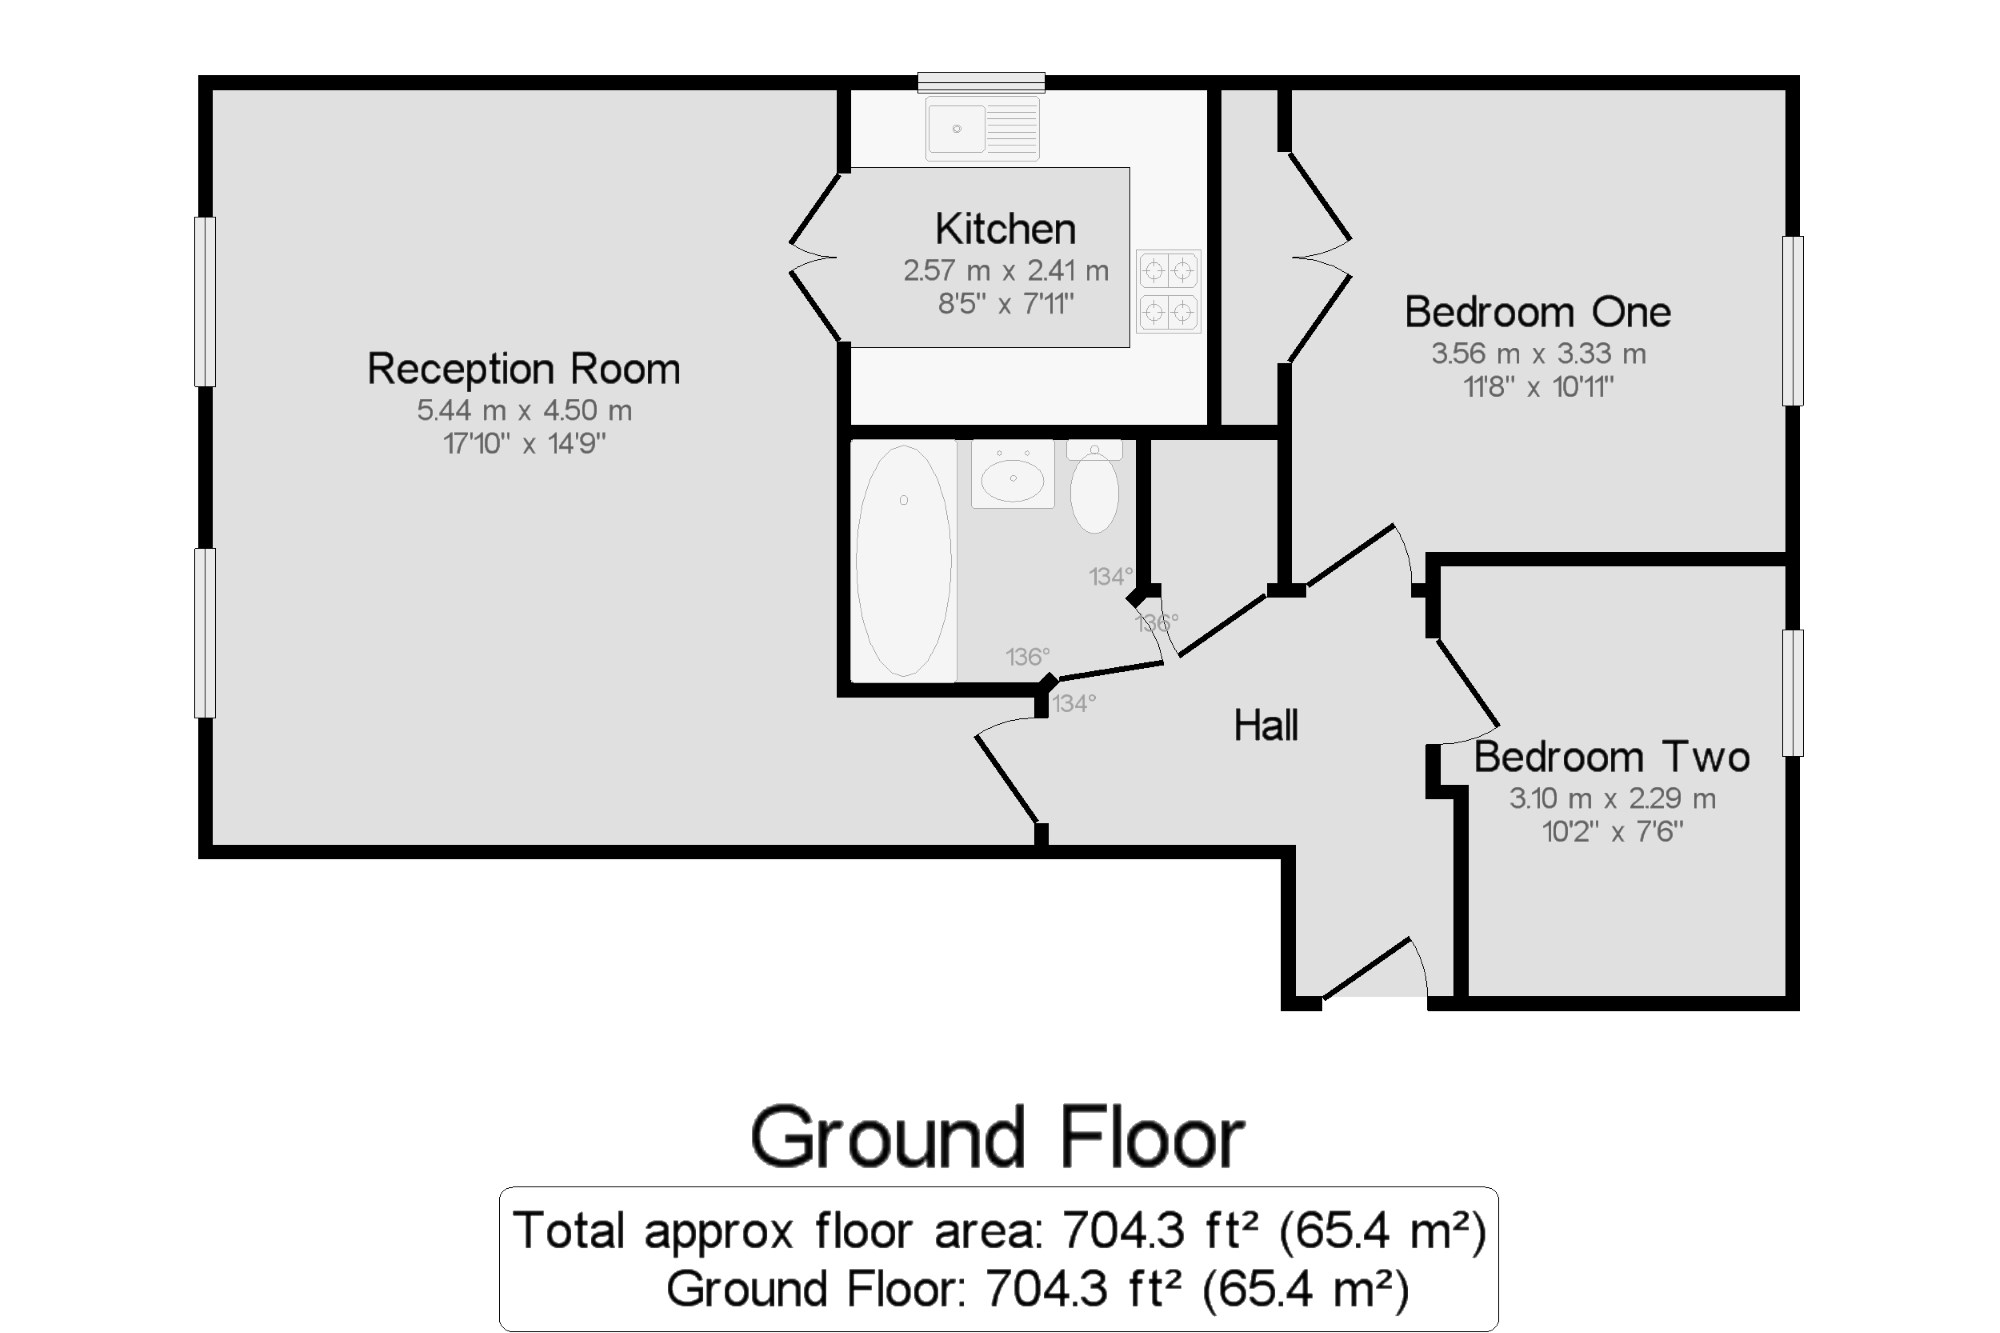 Kitchen
2.57 m x 2.41 m
8'5" x 7'11"
Bedroom One
3.56 m x 3.33 m
11'8" x 10'11"
Reception Room
5.44 m x 4.50 m
17'10" x 14'9"
134°
136°
136°
134°
Hall
Bedroom Two
3.10 m x 2.29 m
10'2" x 7'6"
Ground Floor
Total approx floor area: 704.3 ft² (65.4 m²)
Ground Floor: 704.3 ft² (65.4 m²)